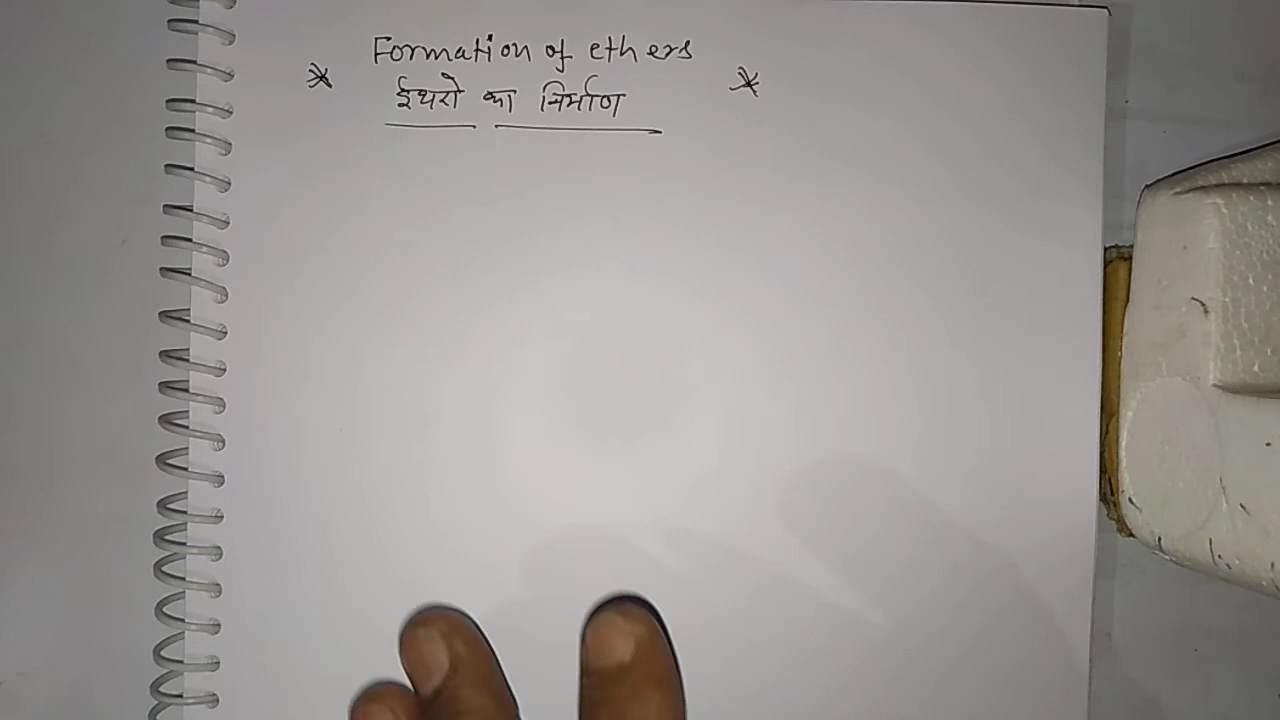 * Formation of ethers *
ईथरो का निर्माण